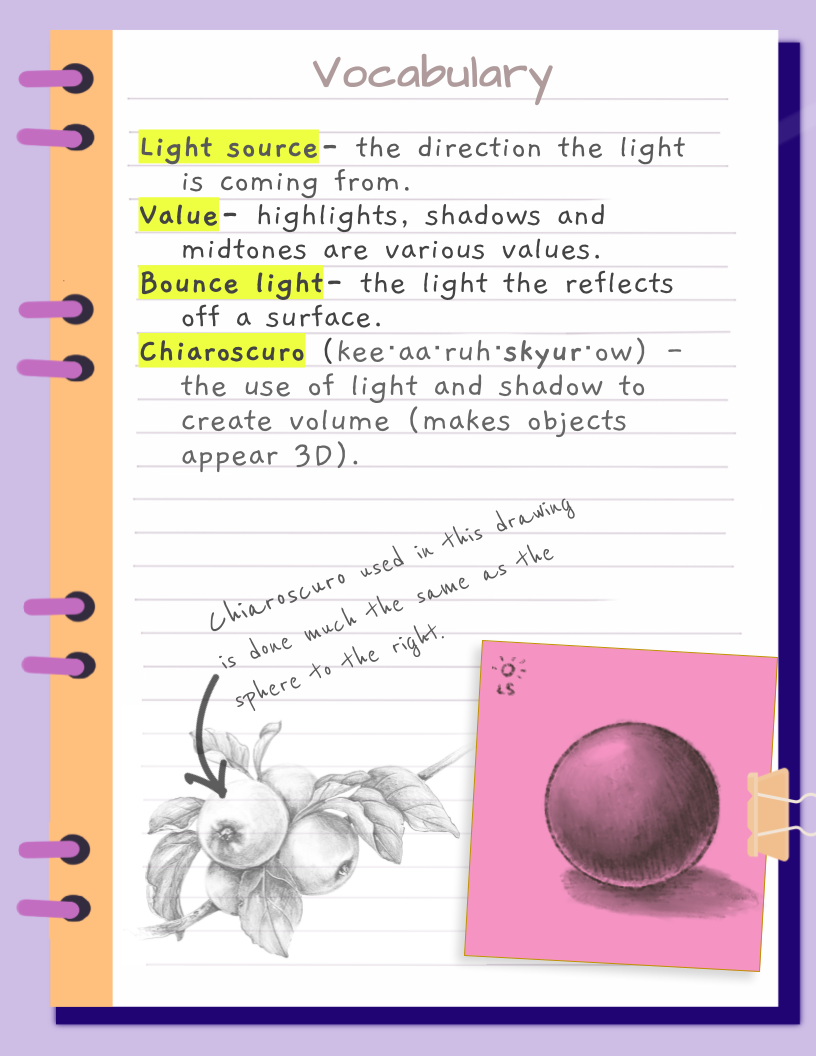 Vocabulary
Light source- the direction the light
is coming from.
Value- highlights, shadows and
midtones are various values.
Bounce light- the light the reflects
off a surface.
Chiaroscuro (kee·aa·ruh·skyur·ow) -
the use of light and shadow to
create volume (makes objects
appear 3D).
Chiaroscuro used in this drawing
is done much the same as the
sphere to the right.
LS